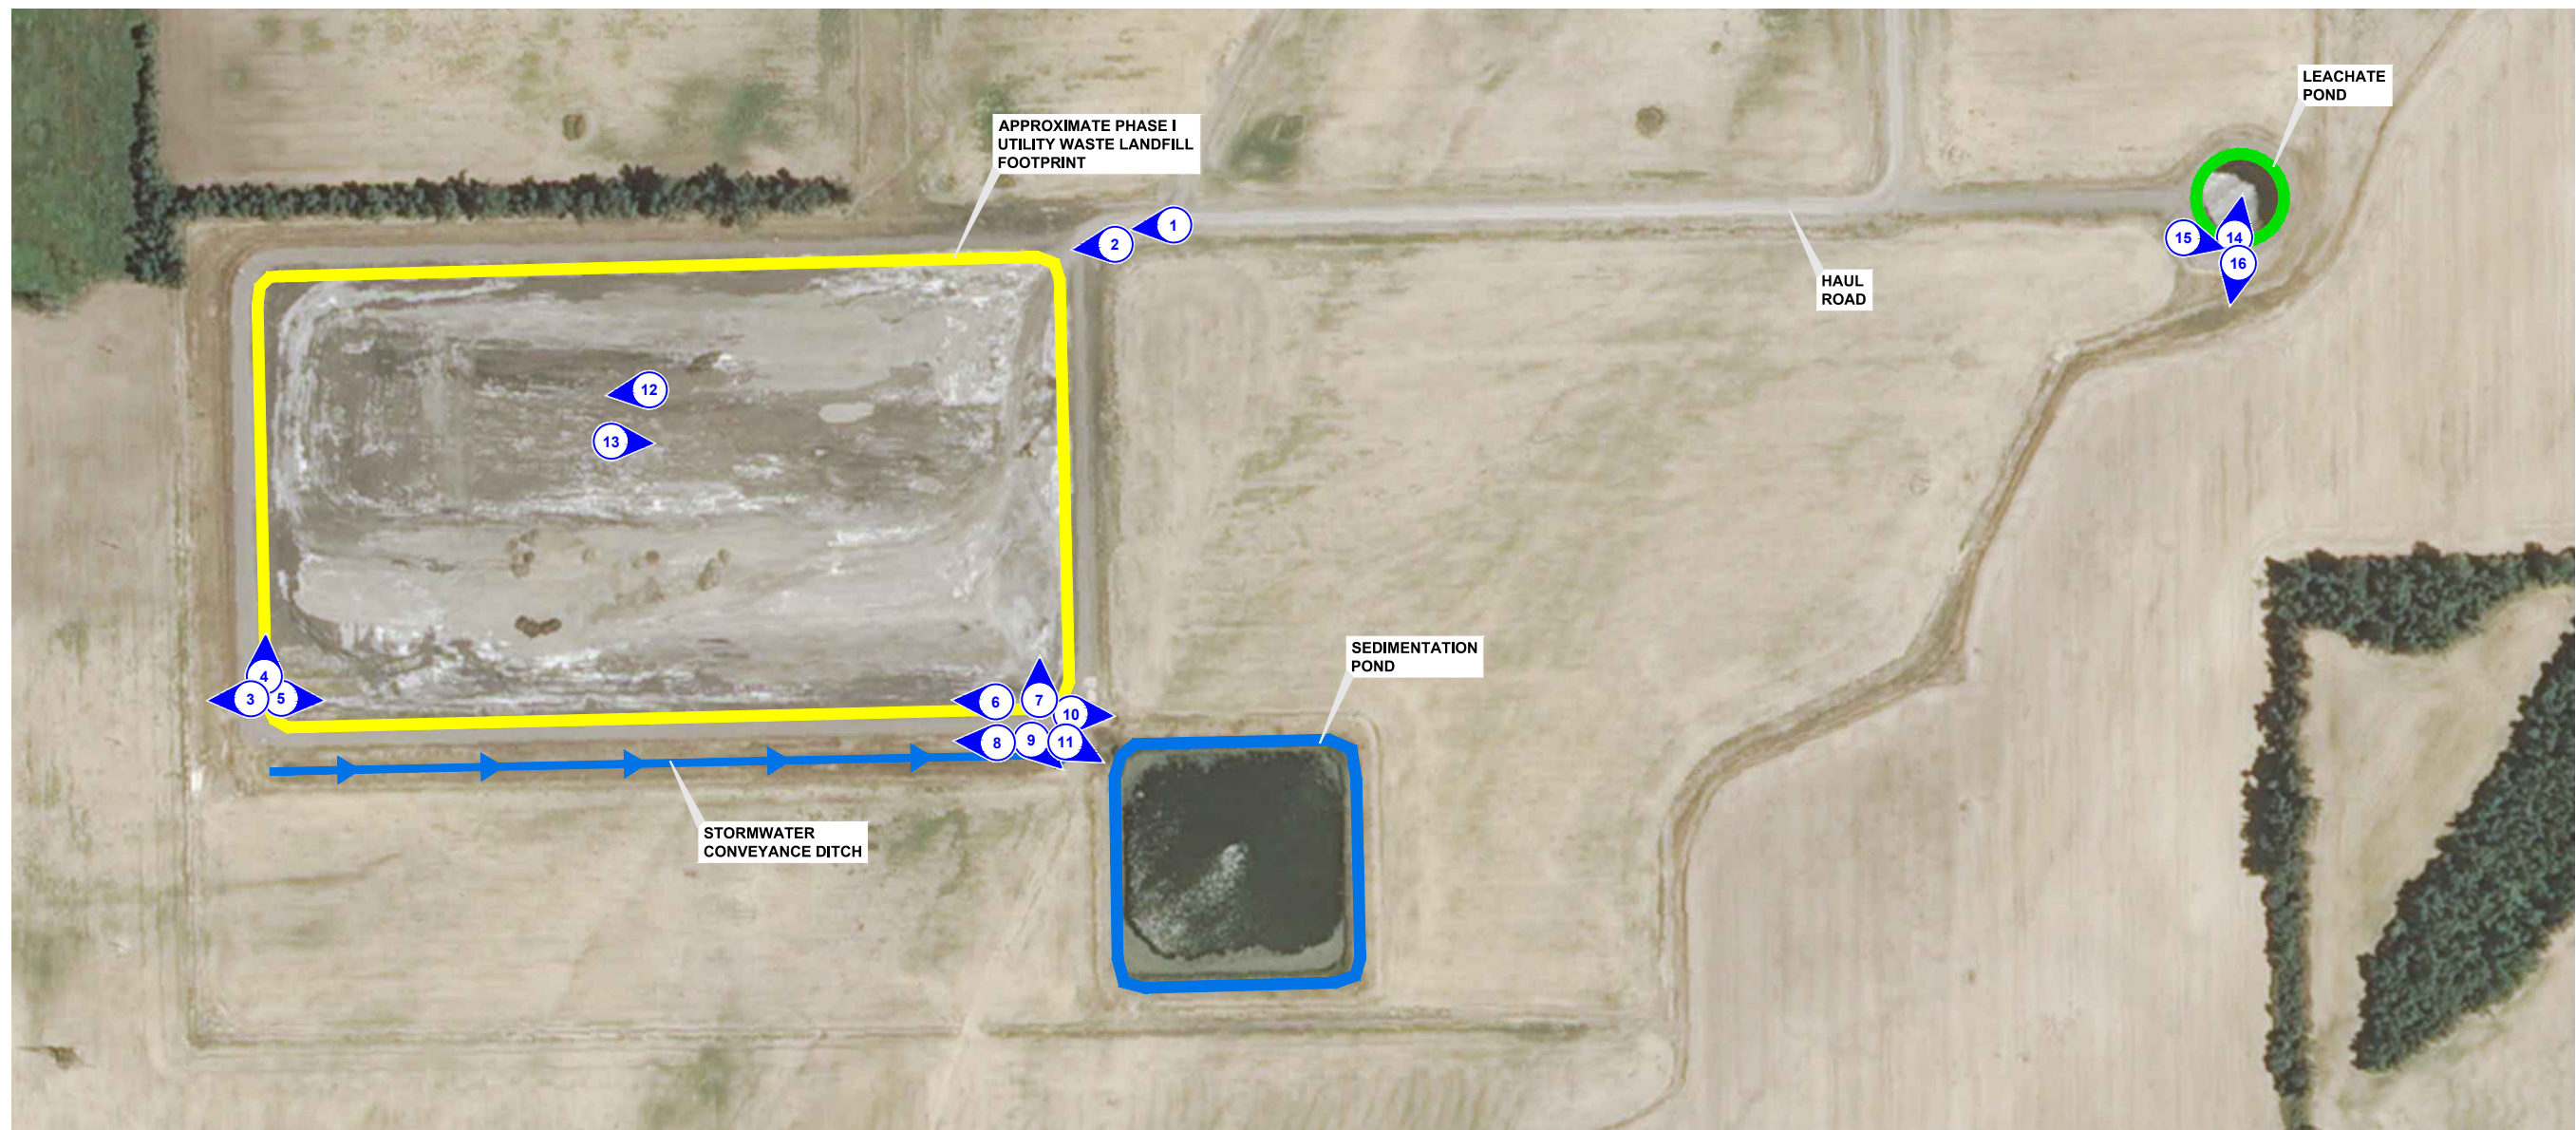 LEACHATE
POND
APPROXIMATE PHASE I
UTILITY WASTE LANDFILL
FOOTPRINT
1
2
15
14
16
HAUL
ROAD
12
13
SEDIMENTATION
POND
4
3
5
6
7
10
8
9
11
STORMWATER
CONVEYANCE DITCH